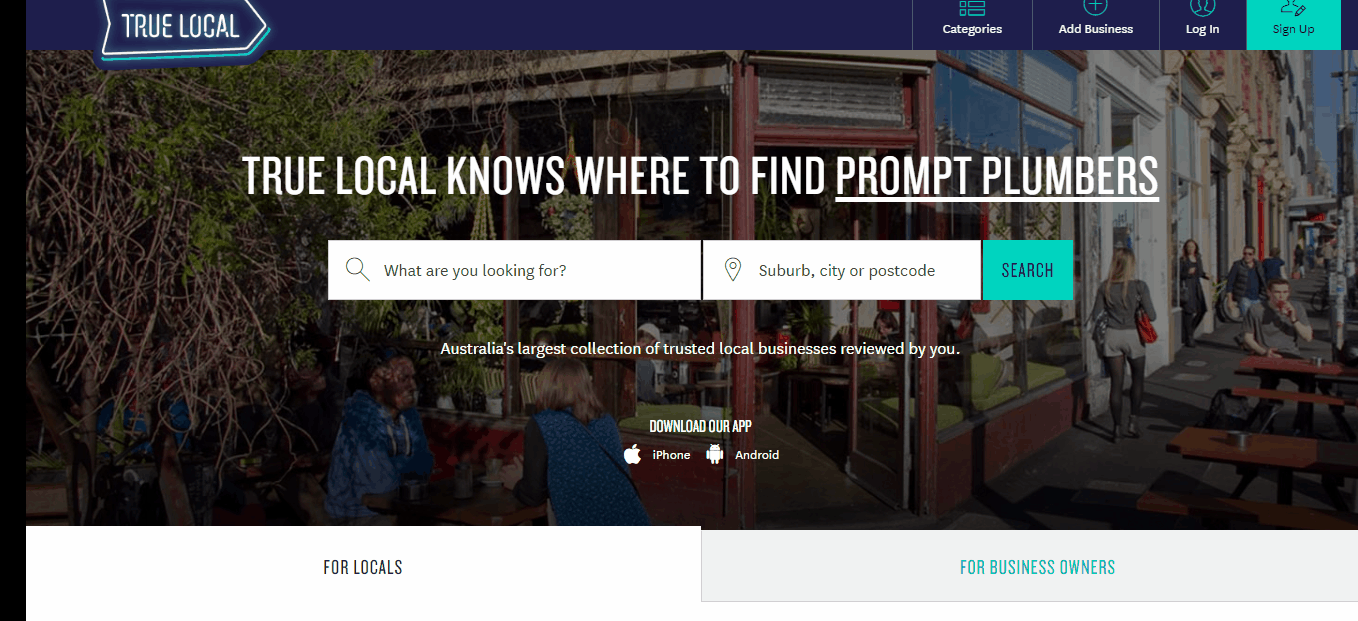 TRUE LOCAL
Categories
Add Business
Log In
Sign Up
TRUE LOCAL KNOWS WHERE TO FIND PROMPT PLUMBERS
What are you looking for?
Suburb, city or postcode
SEARCH
Australia's largest collection of trusted local businesses reviewed by you.
DOWNLOAD OUR APP
iPhone
Android
FOR LOCALS
FOR BUSINESS OWNERS